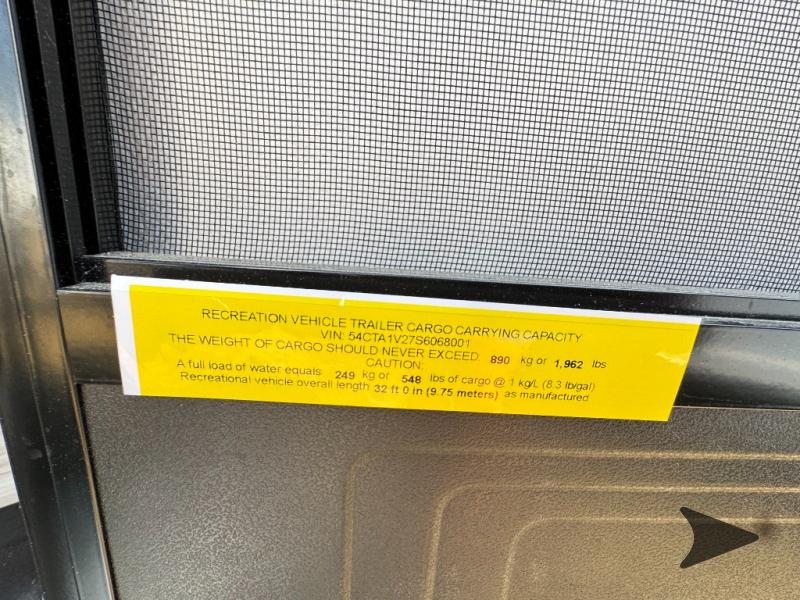 RECREATION VEHICLE TRAILER CARGO CARRYING CAPACITY
VIN: 54CTA1V27S6068001
THE WEIGHT OF CARGO SHOULD NEVER EXCEED: 890 kg or 1,962 lbs
CAUTION:
A full load of water equals 249 kg or 548 lbs of cargo @ 1 kg/L (8.3 lb/gal)
Recreational vehicle overall length 32 ft 0 in (9.75 meters) as manufactured